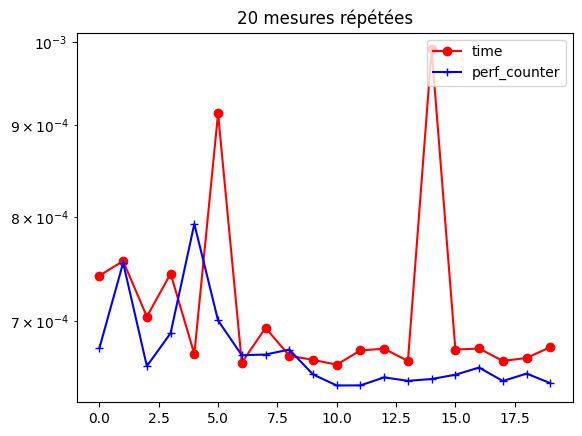 20 mesures répétées
time
perf_counter
10⁻³
9 × 10⁻⁴
8 × 10⁻⁴
7 × 10⁻⁴
0.0 2.5 5.0 7.5 10.0 12.5 15.0 17.5